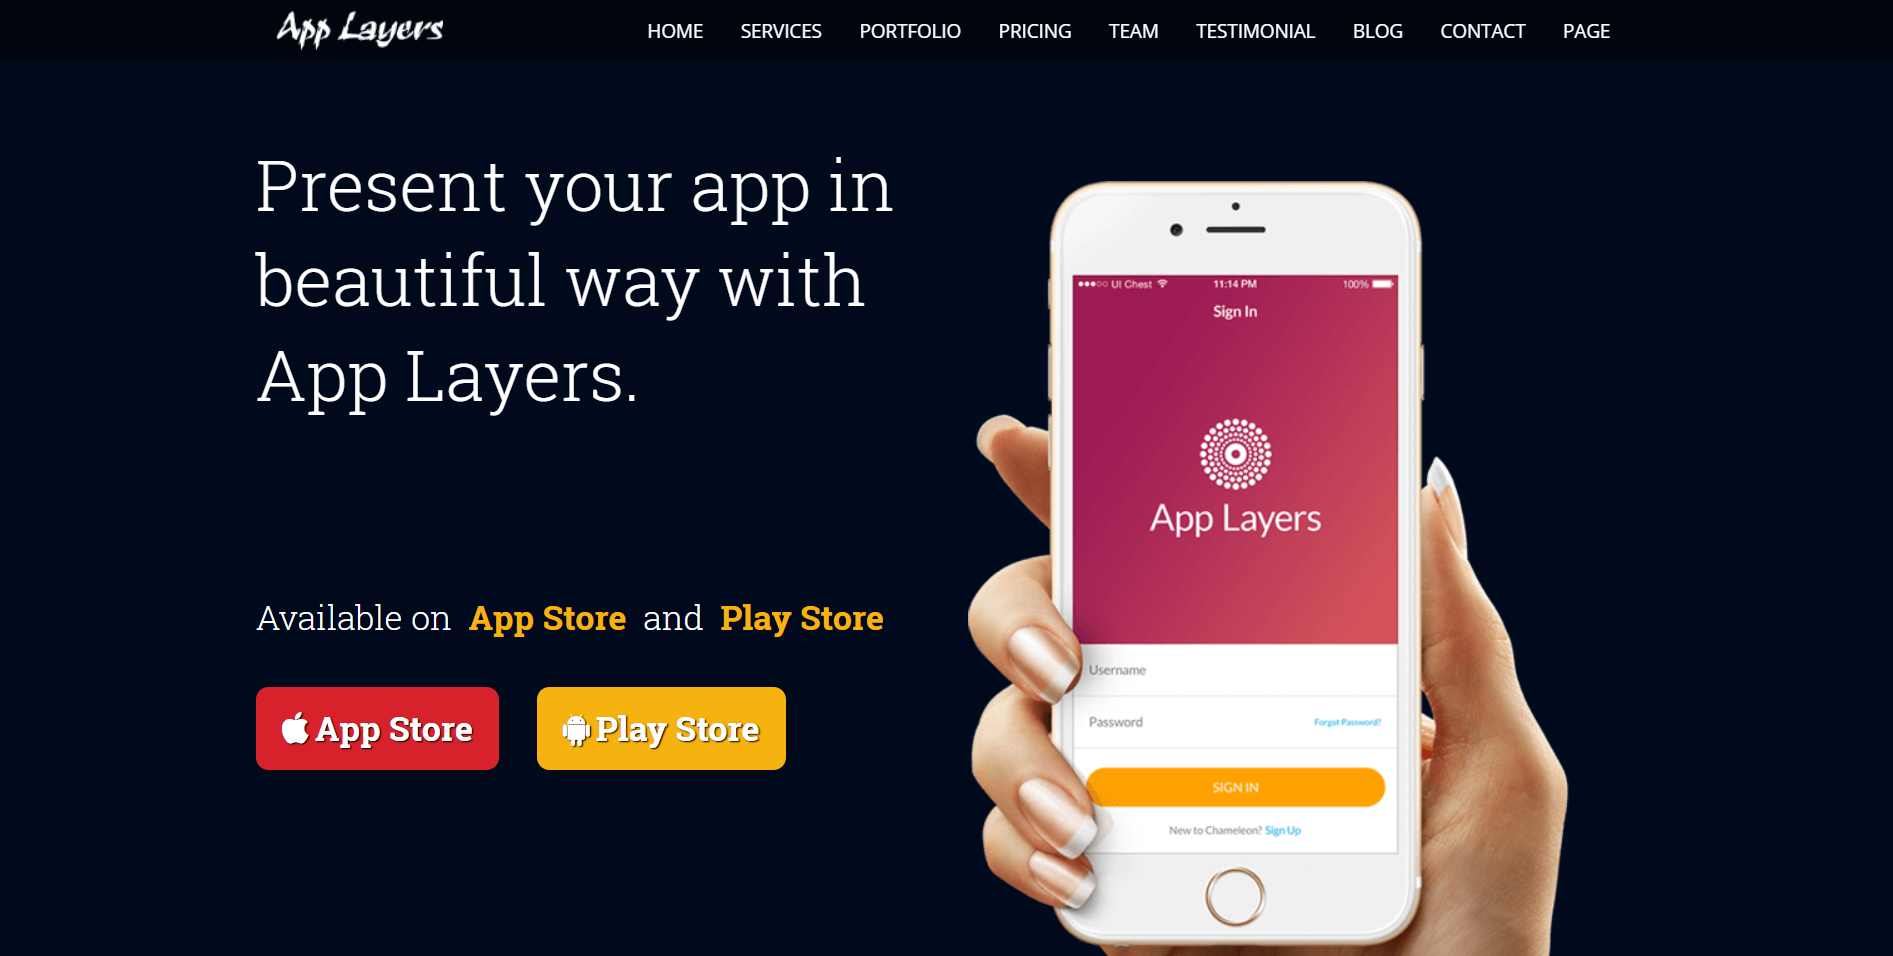 App Layers
HOME SERVICES PORTFOLIO PRICING TEAM TESTIMONIAL BLOG CONTACT PAGE
Present your app in
beautiful way with
App Layers.
Available on App Store and Play Store
App Store Play Store
UI Chest 11:14 PM 100%
Sign In
App Layers
Username
Password Forgot Password?
SIGN IN
New to Chameleon? Sign Up